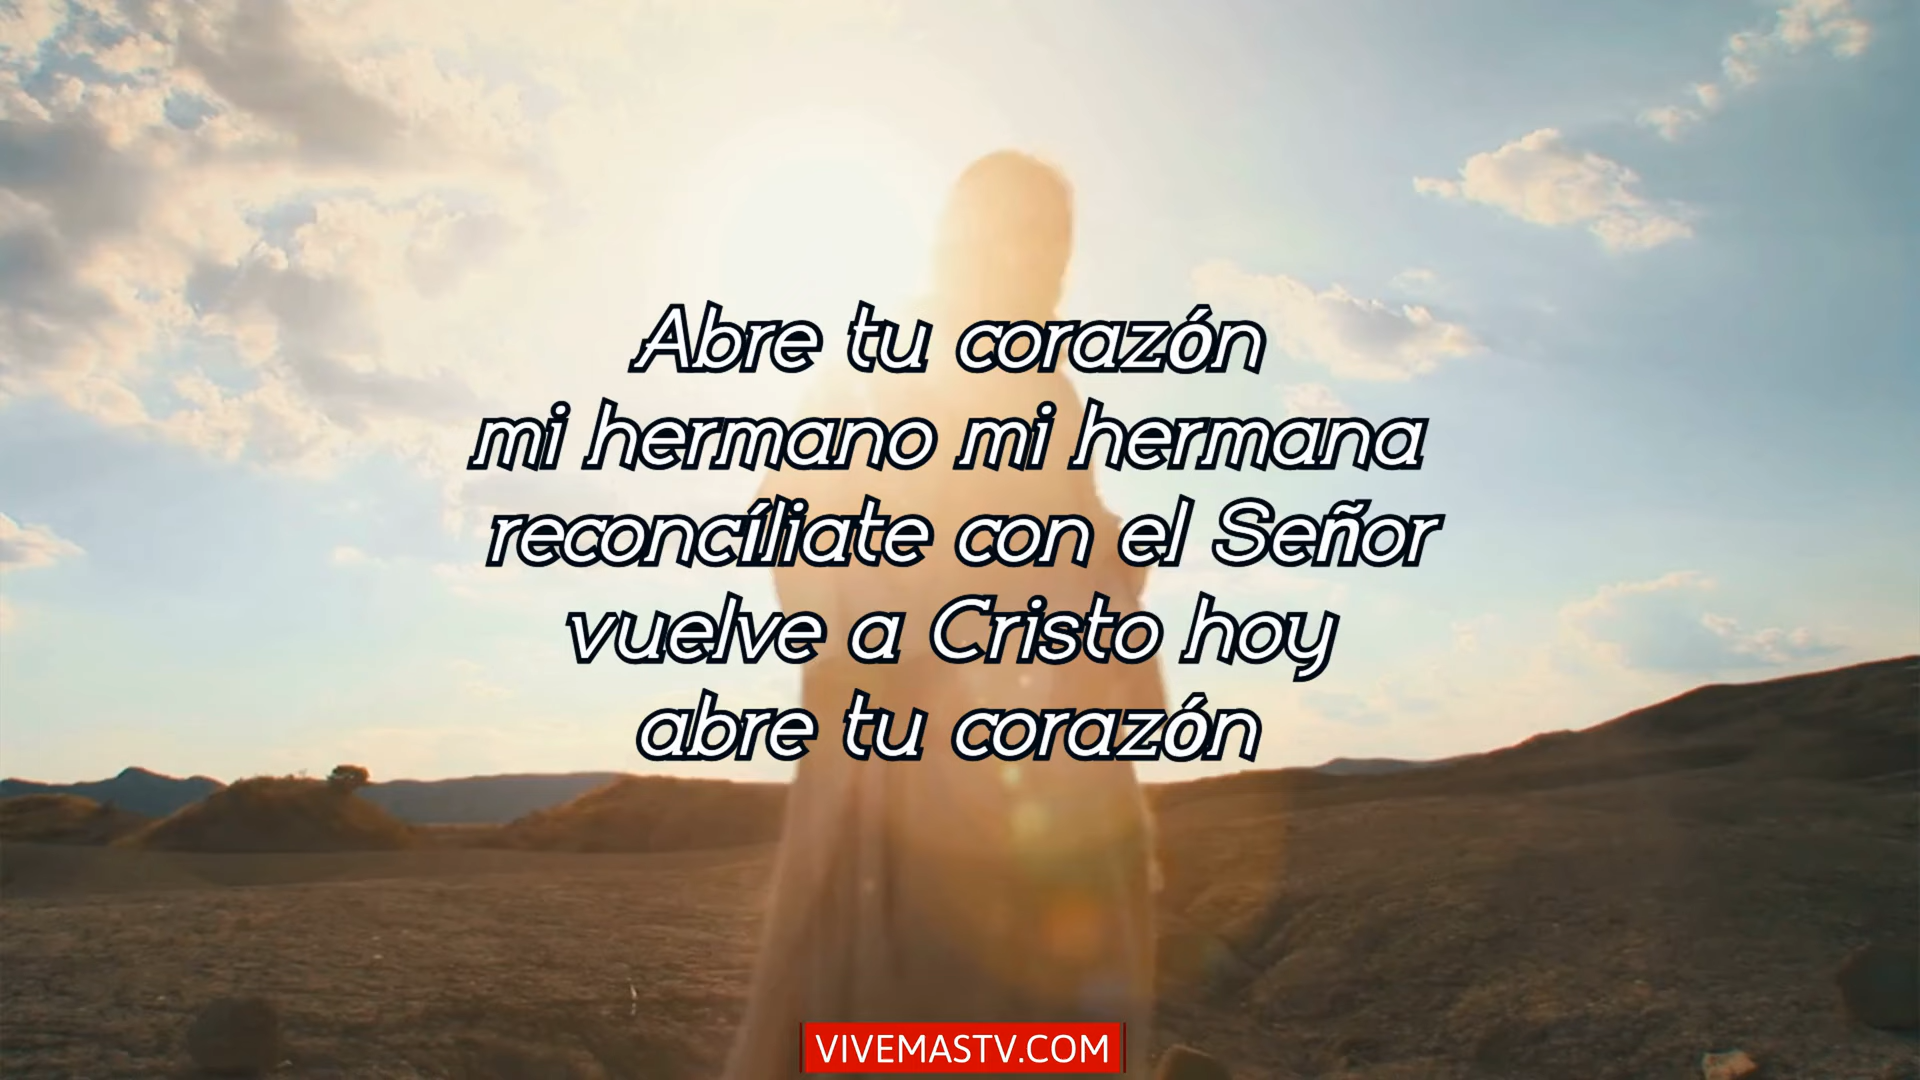 Abre tu corazón
mi hermano mi hermana
reconcíliate con el Señor
vuelve a Cristo hoy
abre tu corazón
VIVEMASTV.COM